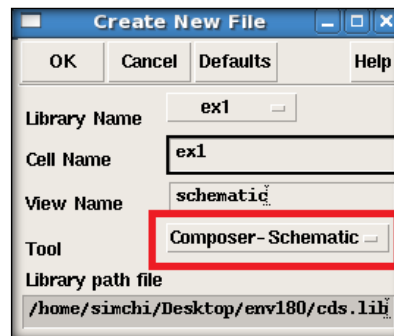 Create New File
OK Cancel Defaults Help
Library Name ex1
Cell Name ex1
View Name schematic
Tool Composer-Schematic
Library path file
/home/simchi/Desktop/env180/cds.lib